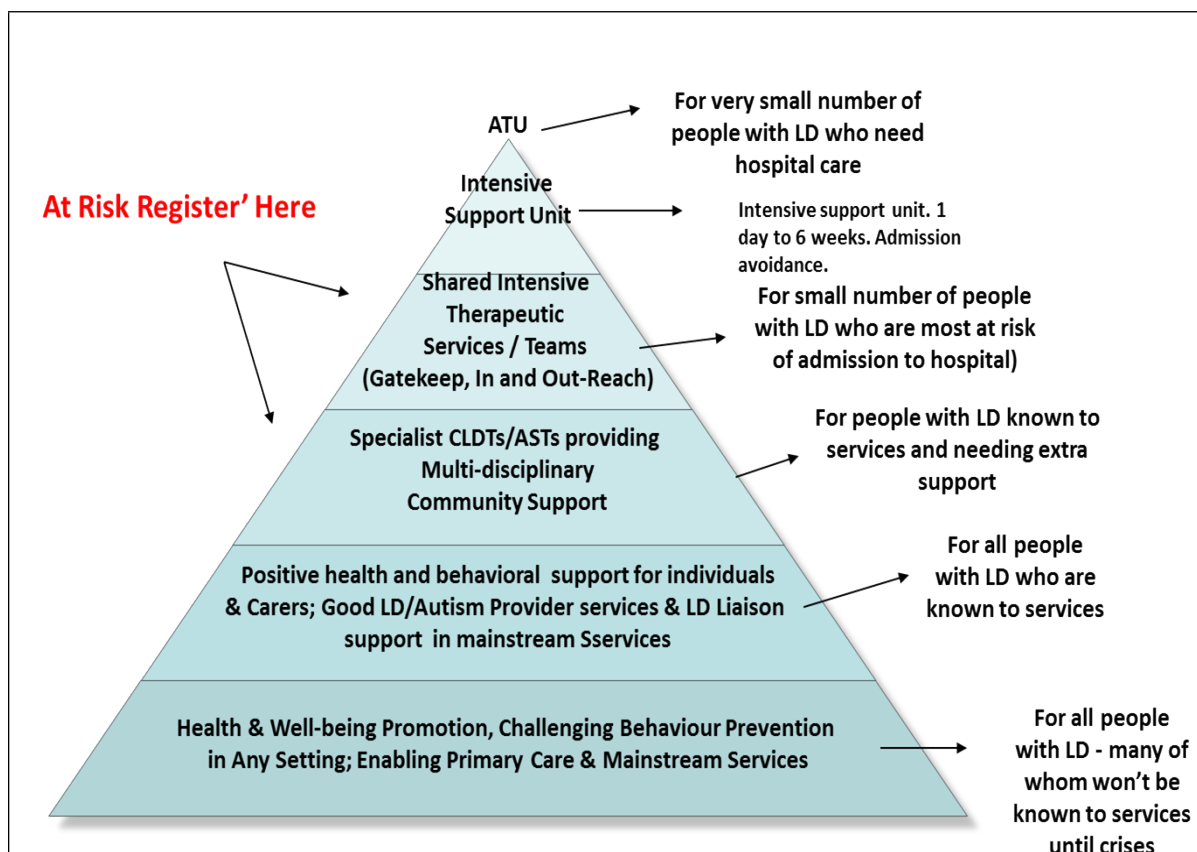 ATU
For very small number of
people with LD who need
hospital care
At Risk Register’ Here
Intensive
Support Unit
Intensive support unit. 1
day to 6 weeks. Admission
avoidance.
Shared Intensive
Therapeutic
Services / Teams
(Gatekeep, In and Out-Reach)
For small number of people
with LD who are most at risk
of admission to hospital)
Specialist CLDTs/ASTs providing
Multi-disciplinary
Community Support
For people with LD known to
services and needing extra
support
Positive health and behavioral support for individuals
& Carers; Good LD/Autism Provider services & LD Liaison
support in mainstream Sservices
For all people
with LD who are
known to services
Health & Well-being Promotion, Challenging Behaviour Prevention
in Any Setting; Enabling Primary Care & Mainstream Services
For all people
with LD - many of
whom won’t be
known to services
until crises